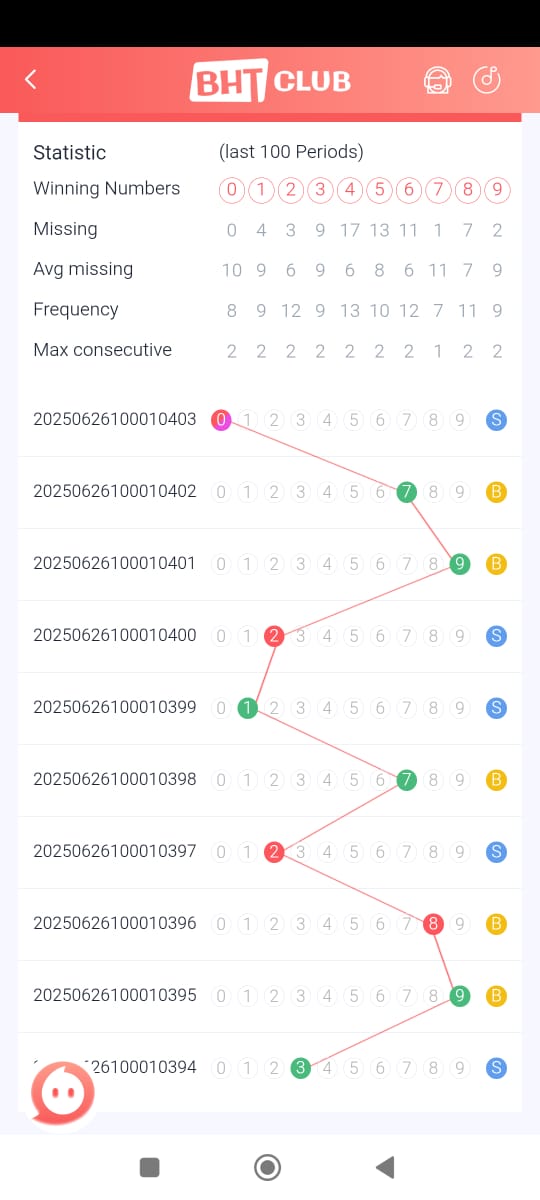 BHT CLUB
Statistic (last 100 Periods)
Winning Numbers 0 1 2 3 4 5 6 7 8 9
Missing 0 4 3 9 17 13 11 1 7 2
Avg missing 10 9 6 9 6 8 6 11 7 9
Frequency 8 9 12 9 13 10 12 7 11 9
Max consecutive 2 2 2 2 2 2 2 1 2 2
20250626100010403 0 1 2 3 4 5 6 7 8 9 S
20250626100010402 0 1 2 3 4 5 6 7 8 9 B
20250626100010401 0 1 2 3 4 5 6 7 8 9 B
20250626100010400 0 1 2 3 4 5 6 7 8 9 S
20250626100010399 0 1 2 3 4 5 6 7 8 9 S
20250626100010398 0 1 2 3 4 5 6 7 8 9 B
20250626100010397 0 1 2 3 4 5 6 7 8 9 S
20250626100010396 0 1 2 3 4 5 6 7 8 9 B
20250626100010395 0 1 2 3 4 5 6 7 8 9 B
626100010394 0 1 2 3 4 5 6 7 8 9 S